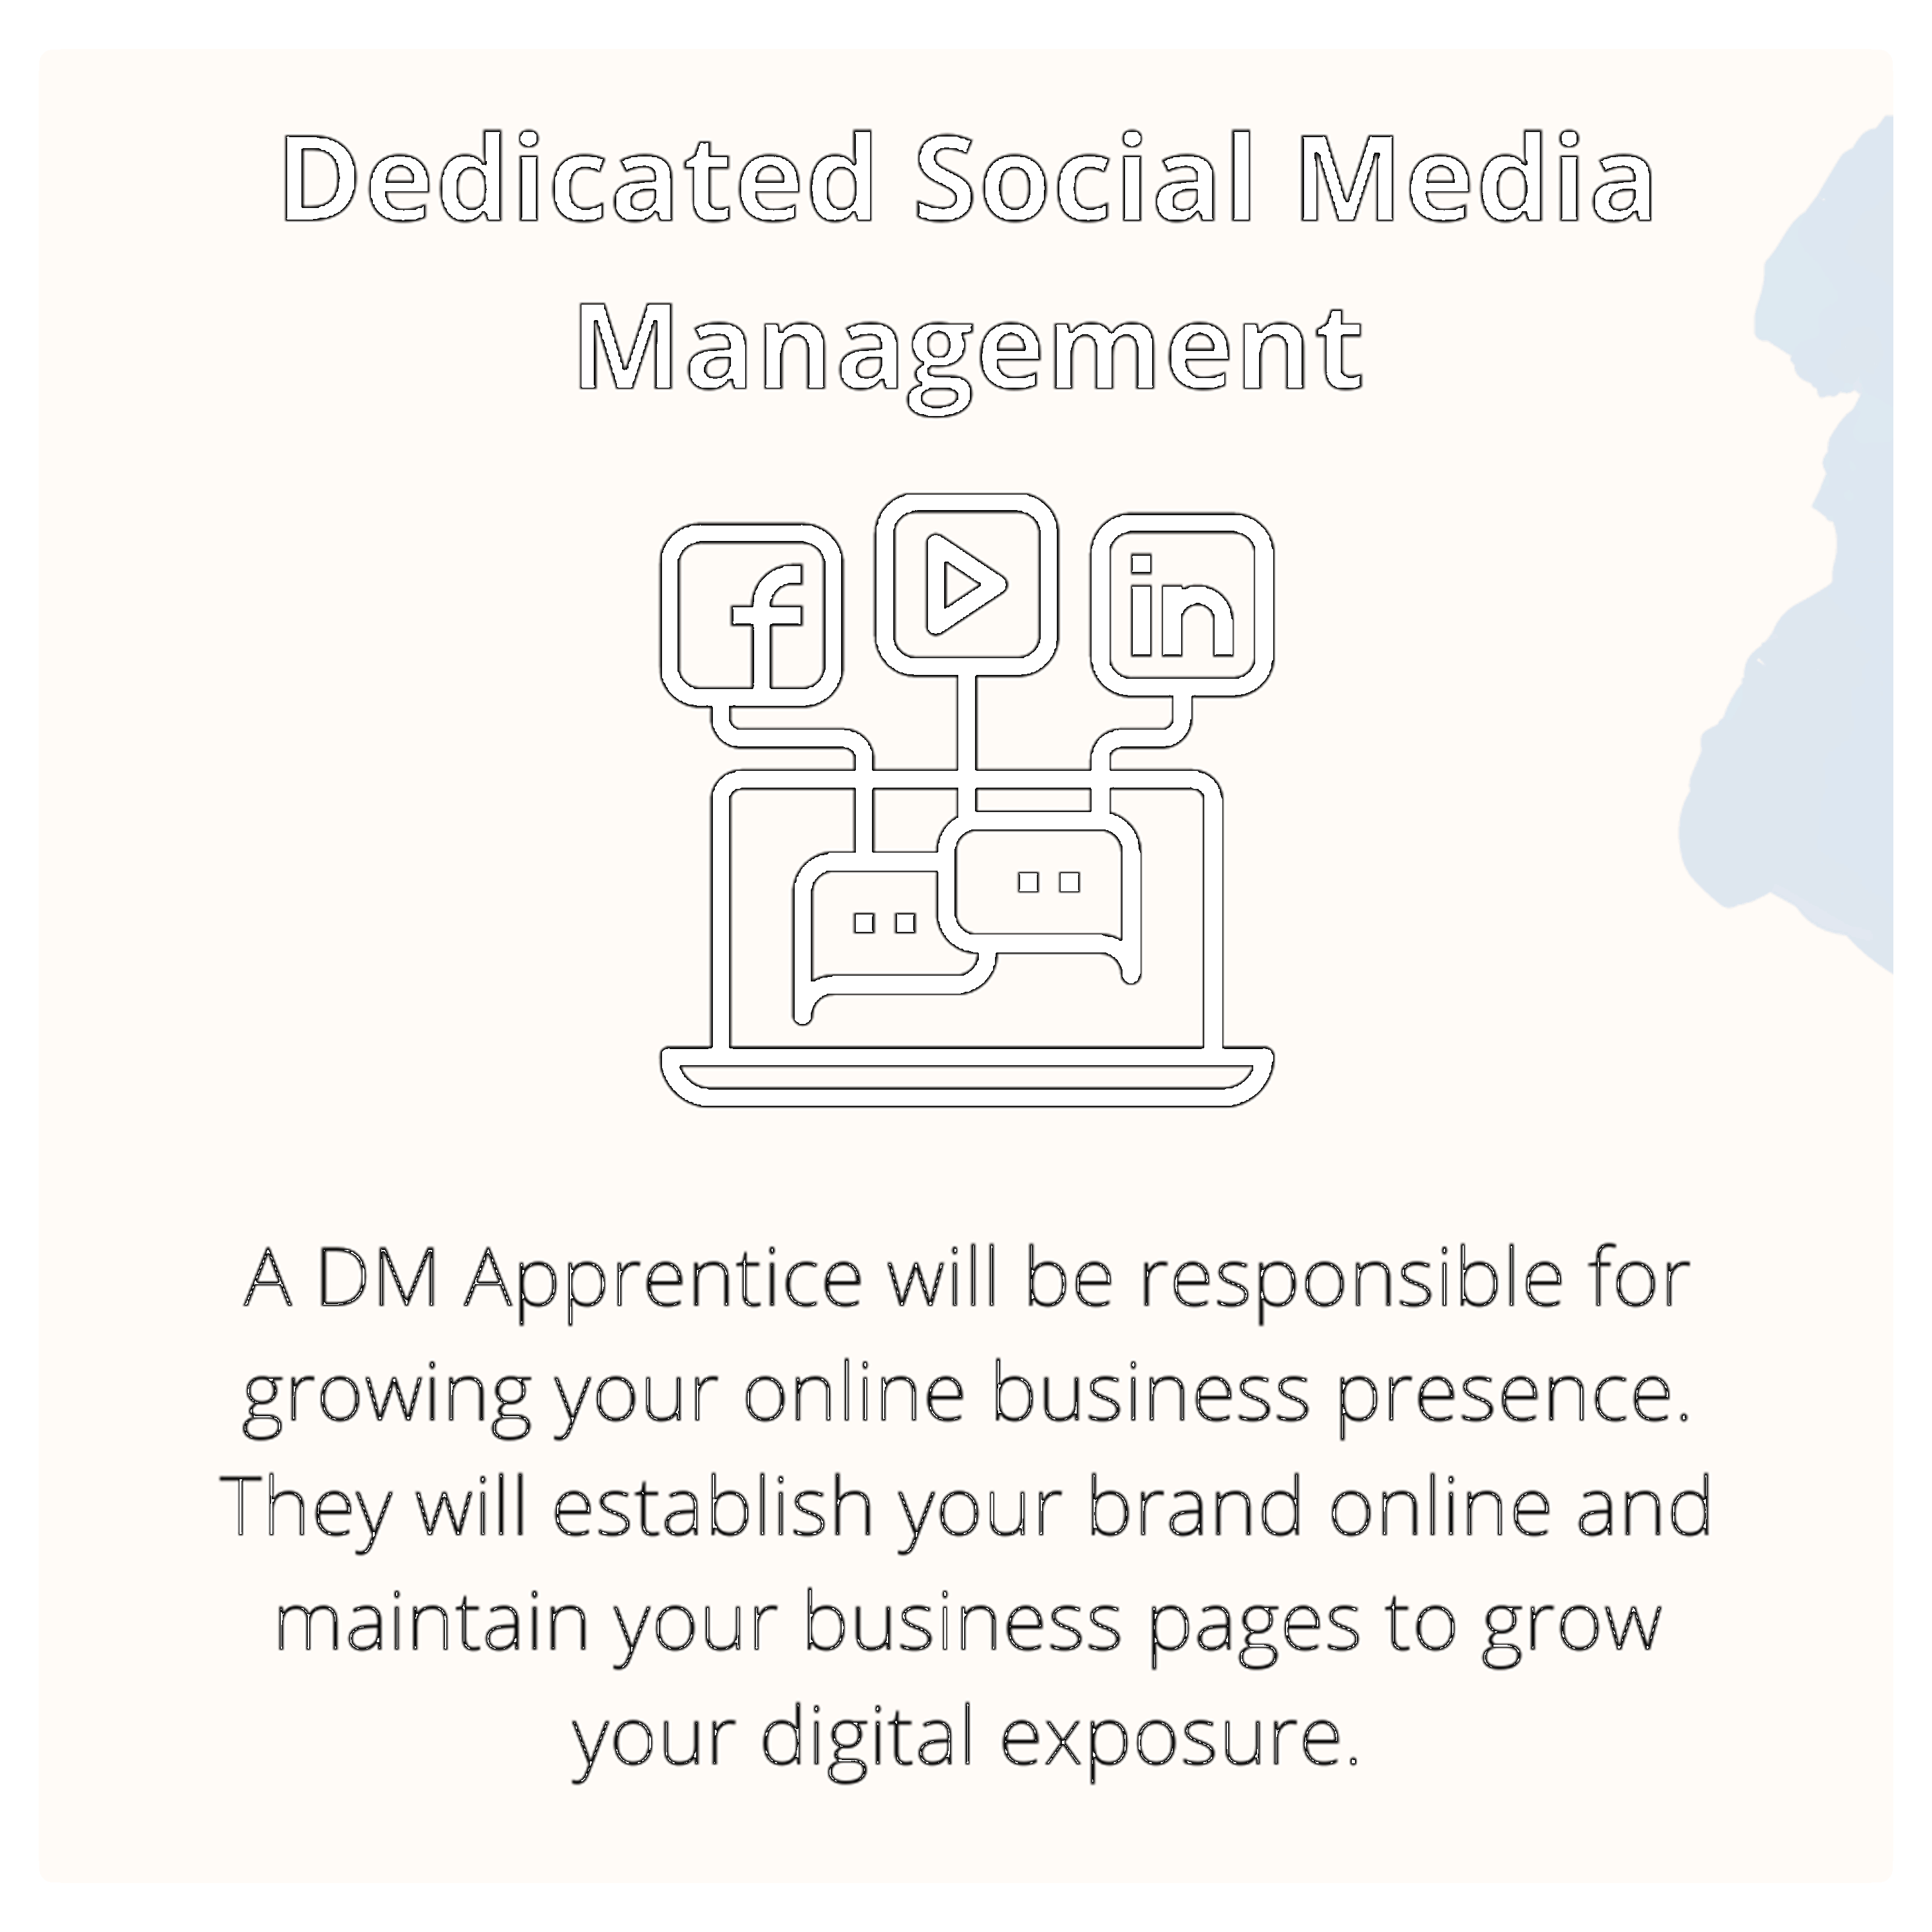 Dedicated Social Media
Management
f
in
A DM Apprentice will be responsible for
growing your online business presence.
They will establish your brand online and
maintain your business pages to grow
your digital exposure.